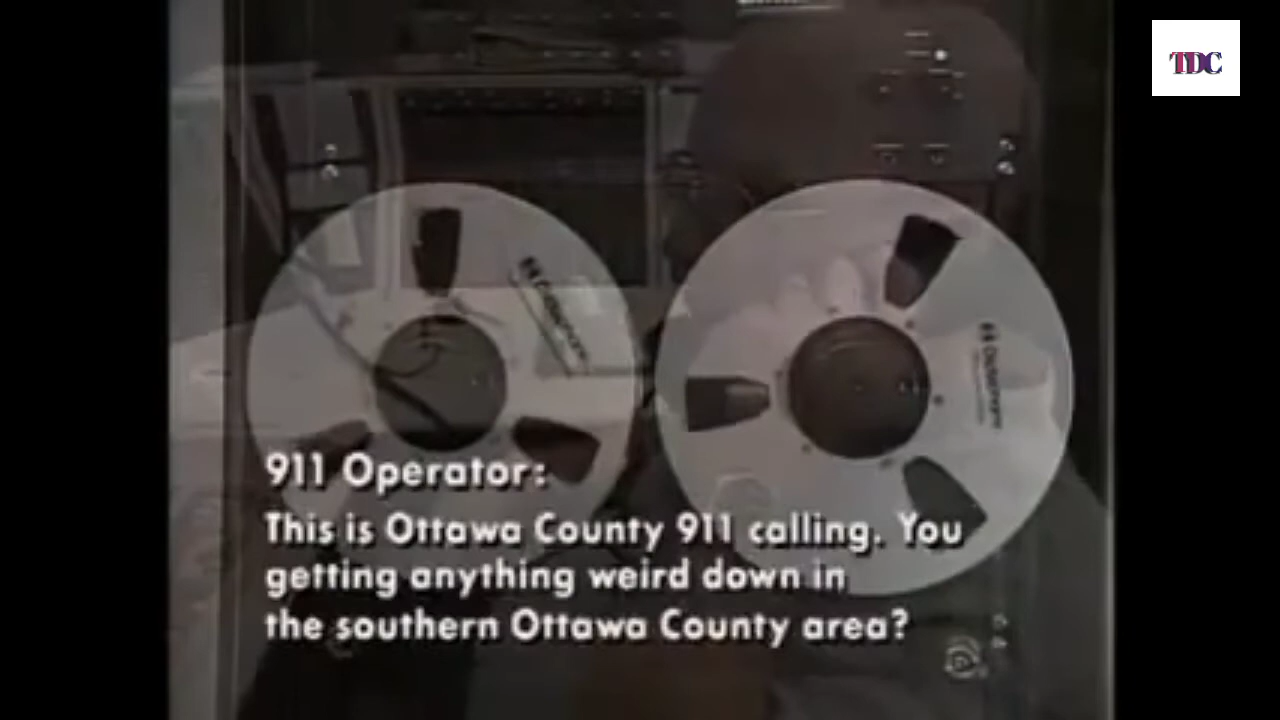 TDC
911 Operator:
This is Ottawa County 911 calling. You
getting anything weird down in
the southern Ottawa County area?